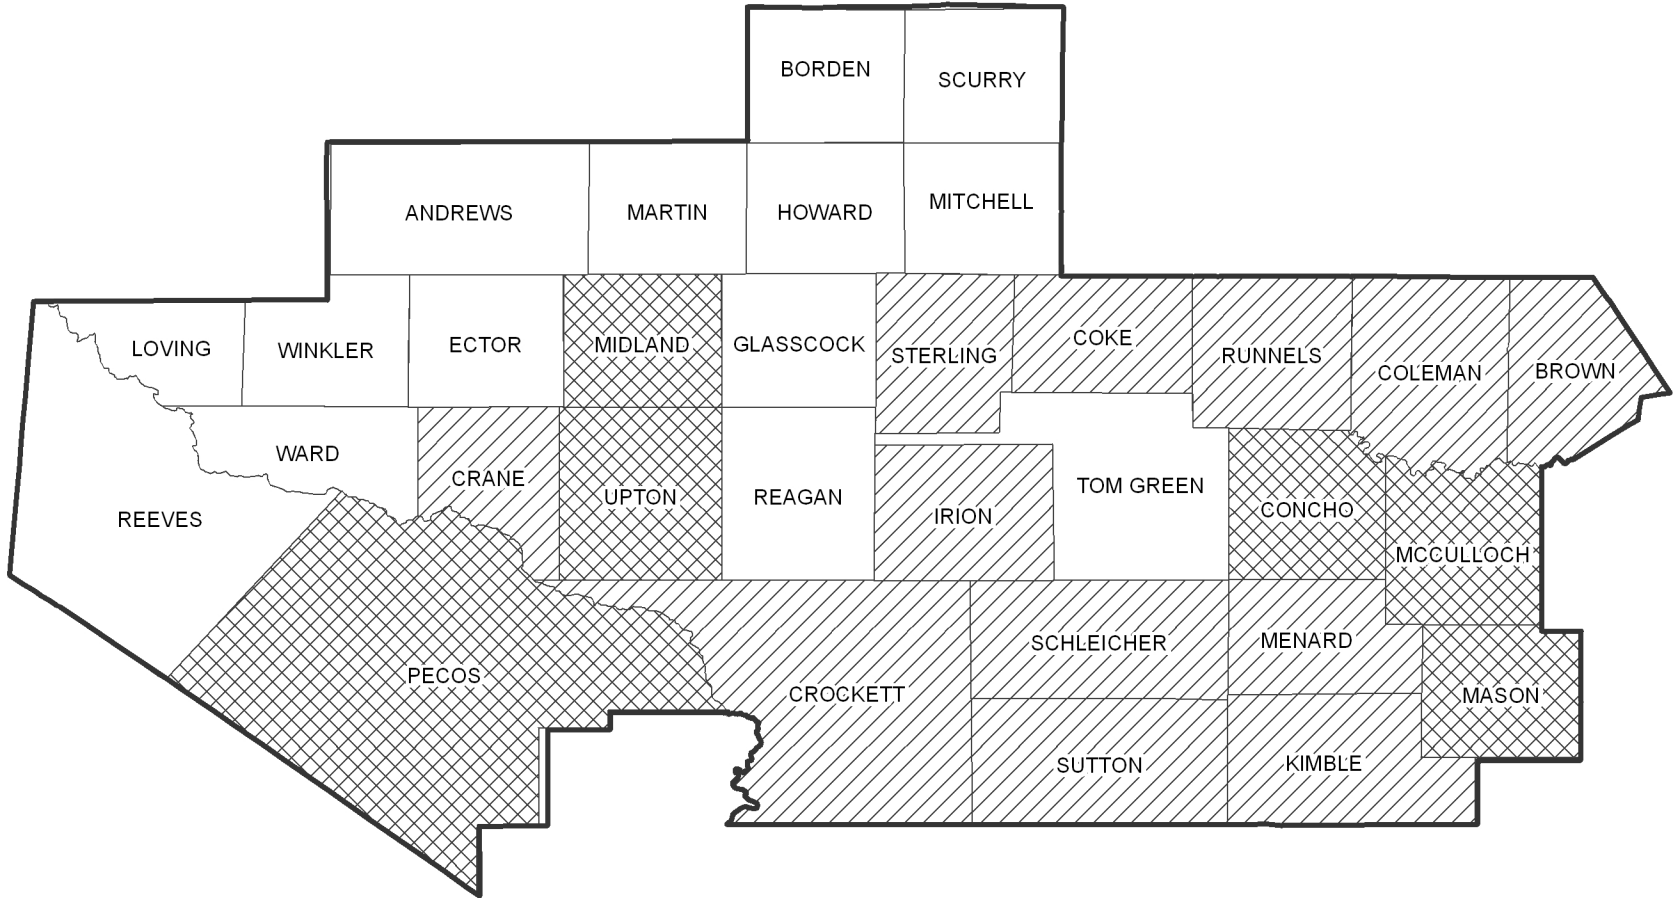 BORDEN
SCURRY
ANDREWS
MARTIN
HOWARD
MITCHELL
LOVING
WINKLER
ECTOR
MIDLAND
GLASSCOCK
STERLING
COKE
RUNNELS
COLEMAN
BROWN
WARD
CRANE
REEVES
UPTON
REAGAN
IRION
TOM GREEN
CONCHO
MCCULLOCH
PECOS
CROCKETT
SCHLEICHER
MENARD
MASON
SUTTON
KIMBLE